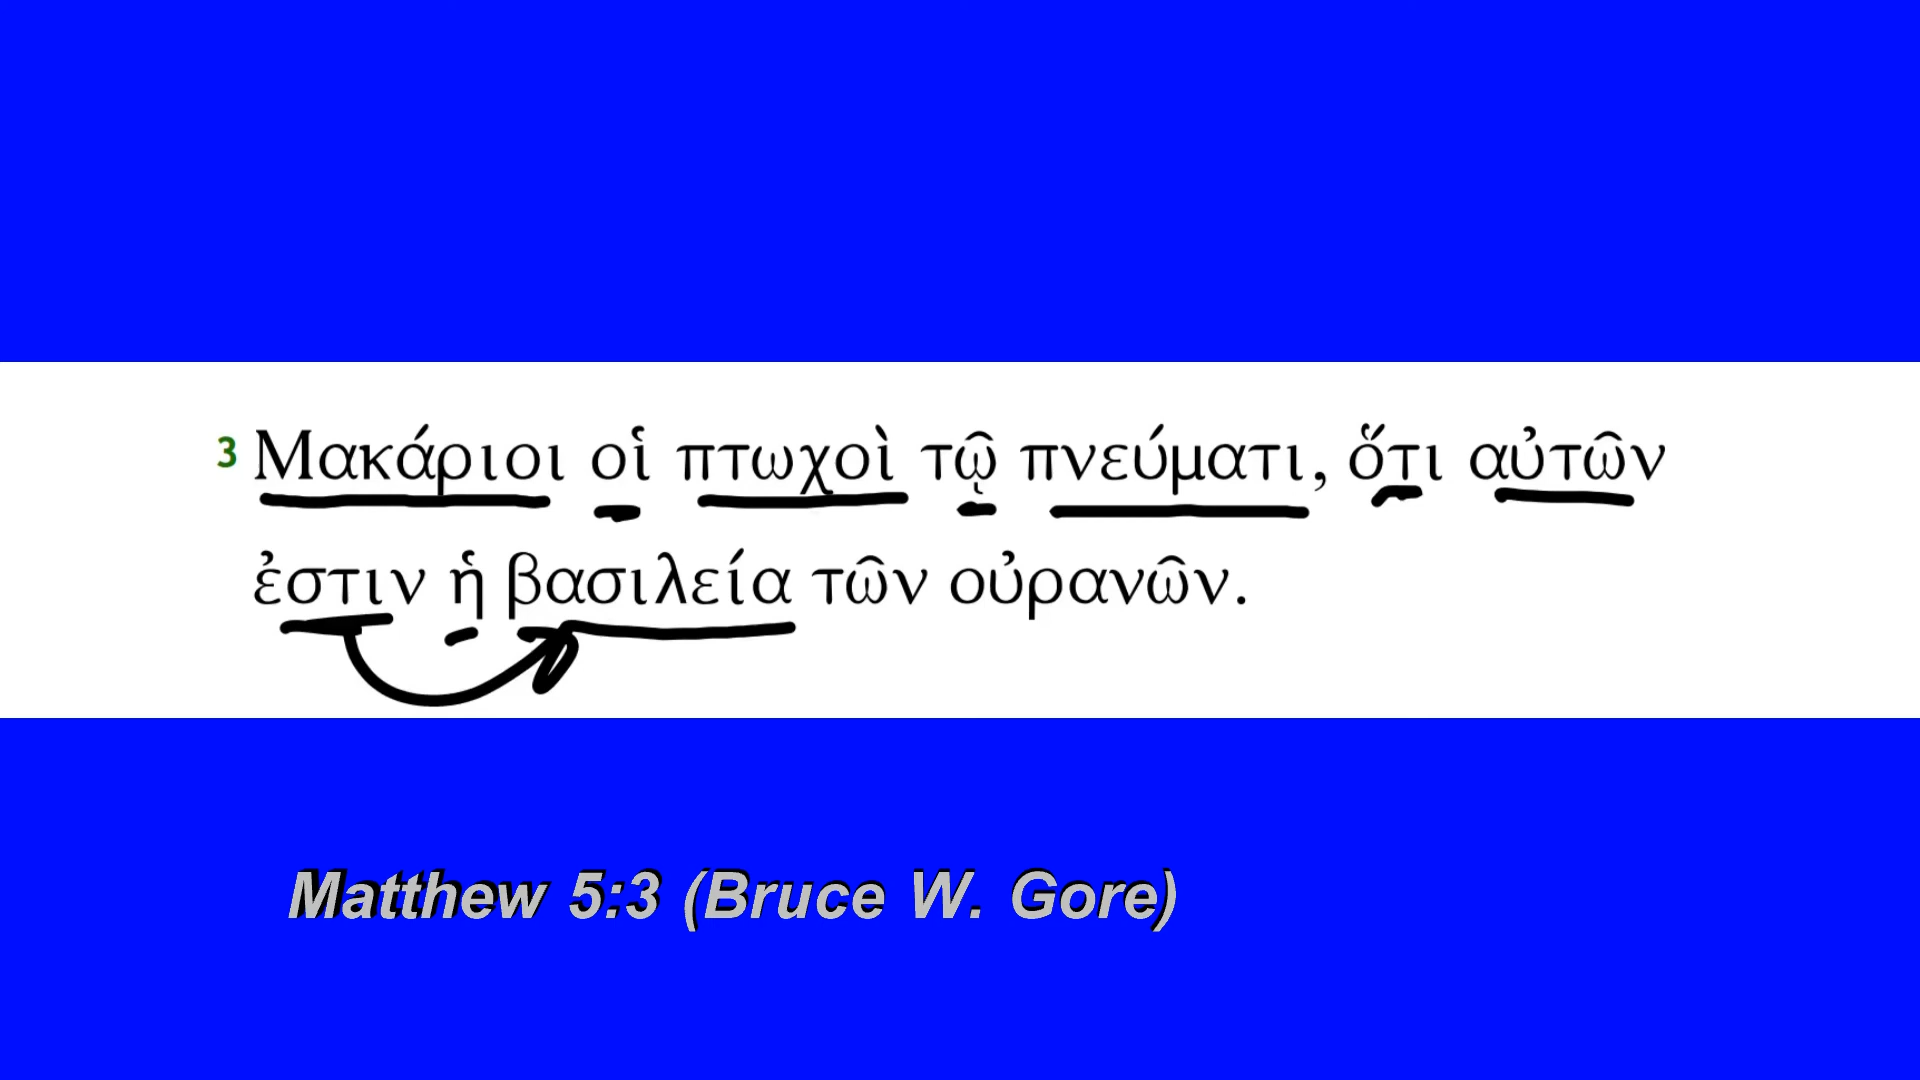 3 Μακάριοι οἱ πτωχοὶ τῷ πνεύματι, ὅτι αὐτῶν
ἐστιν ἡ βασιλεία τῶν οὐρανῶν.
Matthew 5:3 (Bruce W. Gore)